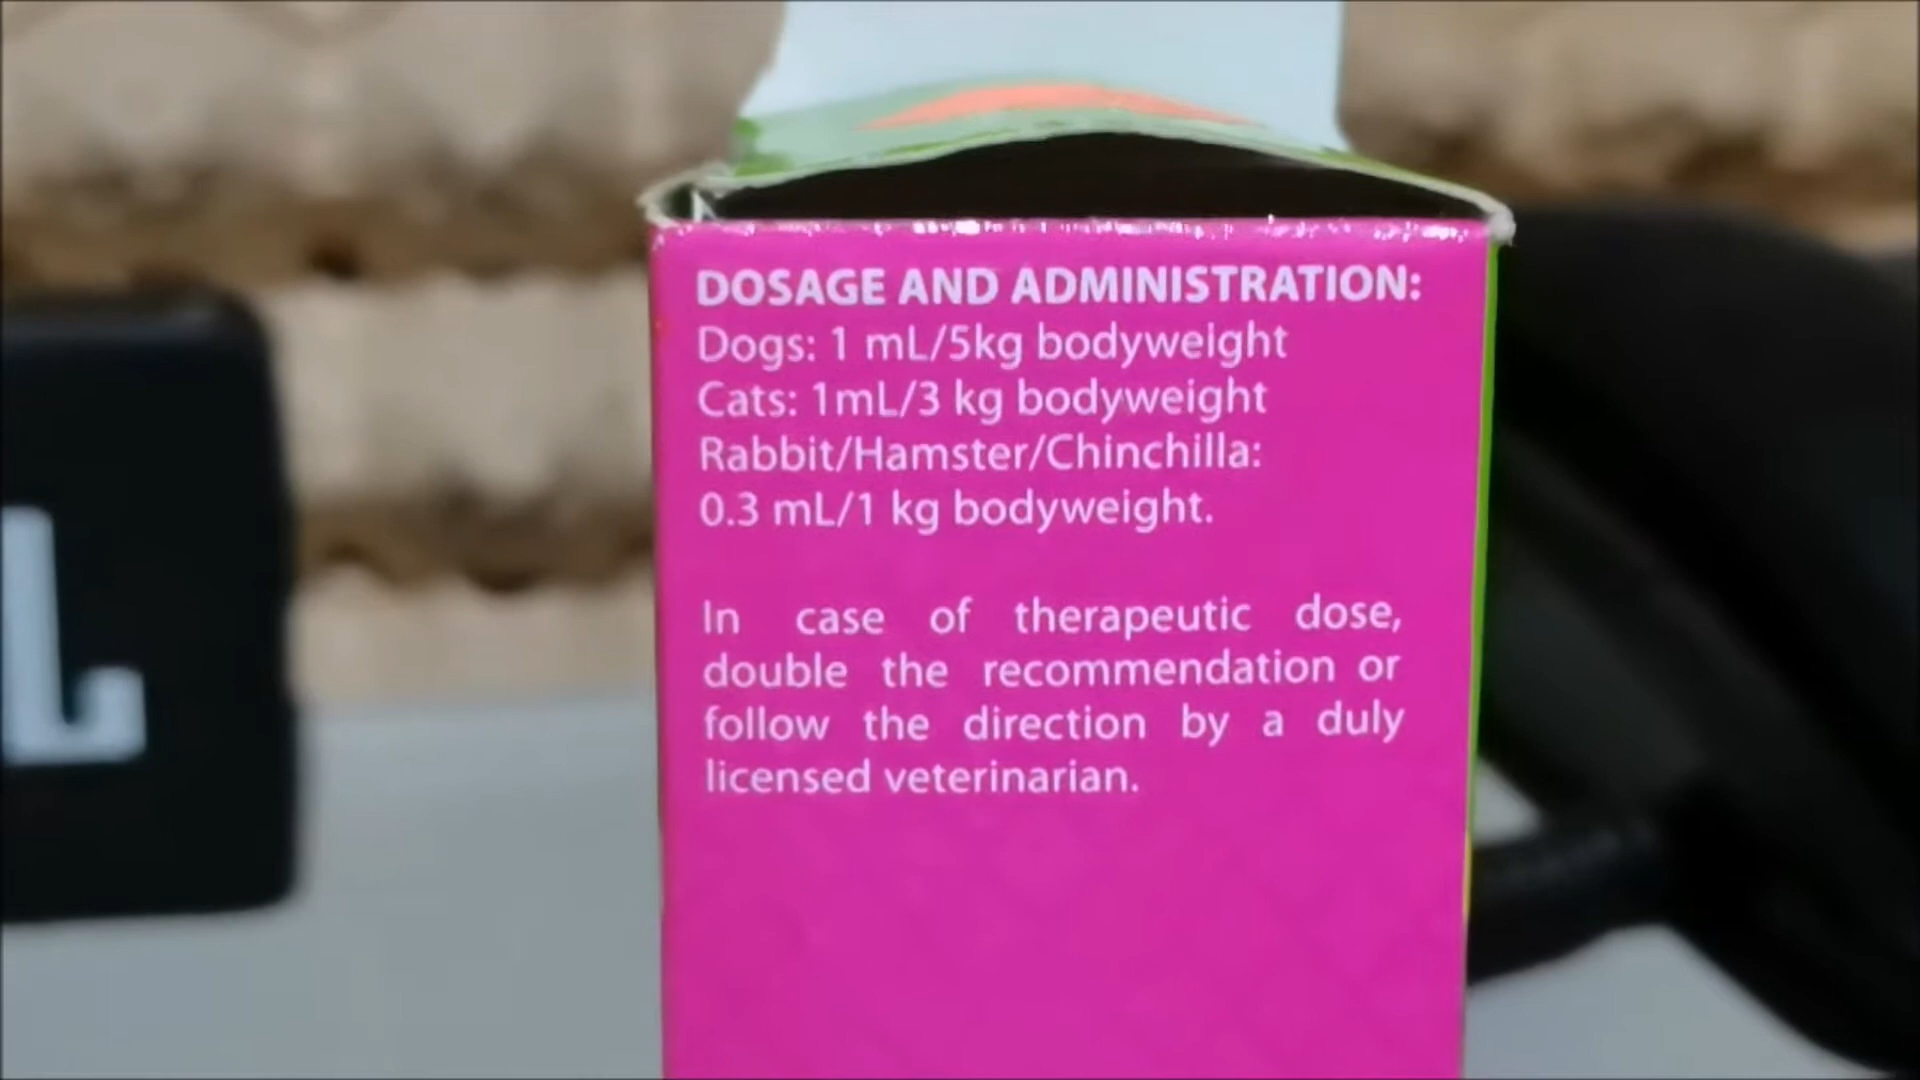 DOSAGE AND ADMINISTRATION:
Dogs: 1 mL/5kg bodyweight
Cats: 1mL/3 kg bodyweight
Rabbit/Hamster/Chinchilla:
0.3 mL/1 kg bodyweight.
In case of therapeutic dose,
double the recommendation or
follow the direction by a duly
licensed veterinarian.